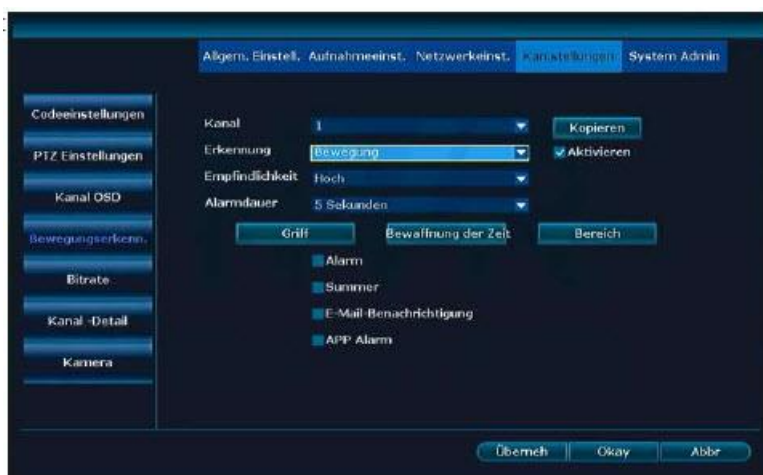 Allgem. Einstell. Aufnahmeeinst. Netzwerkeinst. Kanstellungen System Admin
Codeeinstellungen
PTZ Einstellungen
Kanal OSD
Bewegungserkenn.
Bitrate
Kanal -Detail
Kamera
Kanal 1 Kopieren
Erkennung Bewegung Aktivieren
Empfindlichkeit Hoch
Alarmdauer 5 Sekunden
Griff Bewaffnung der Zeit Bereich
Alarm
Summer
E-Mail-Benachrichtigung
APP Alarm
Überneh Okay Abbr